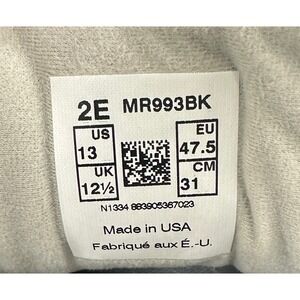 2E MR993BK
US EU
13 47.5
UK CM
12½ 31
N1334 883905367023
Made in USA
Fabriqué aux É.-U.